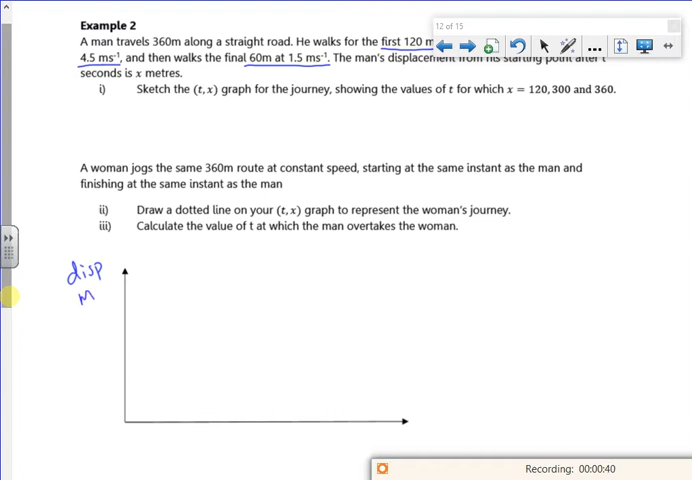 12 of 15
Example 2
A man travels 360m along a straight road. He walks for the first 120 m
4.5 ms⁻¹, and then walks the final 60m at 1.5 ms⁻¹. The man's displacement from his starting point after t
seconds is x metres.
i) Sketch the (t, x) graph for the journey, showing the values of t for which x = 120, 300 and 360.
A woman jogs the same 360m route at constant speed, starting at the same instant as the man and
finishing at the same instant as the man
ii) Draw a dotted line on your (t, x) graph to represent the woman's journey.
iii) Calculate the value of t at which the man overtakes the woman.
disp
m
Recording: 00:00:40